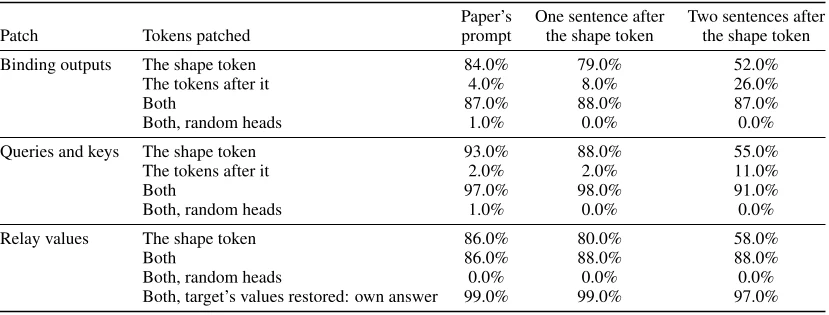 Patch Tokens patched Paper's prompt One sentence after the shape token Two sentences after the shape token
Binding outputs The shape token 84.0% 79.0% 52.0%
The tokens after it 4.0% 8.0% 26.0%
Both 87.0% 88.0% 87.0%
Both, random heads 1.0% 0.0% 0.0%
Queries and keys The shape token 93.0% 88.0% 55.0%
The tokens after it 2.0% 2.0% 11.0%
Both 97.0% 98.0% 91.0%
Both, random heads 1.0% 0.0% 0.0%
Relay values The shape token 86.0% 80.0% 58.0%
Both 86.0% 88.0% 88.0%
Both, random heads 0.0% 0.0% 0.0%
Both, target's values restored: own answer 99.0% 99.0% 97.0%